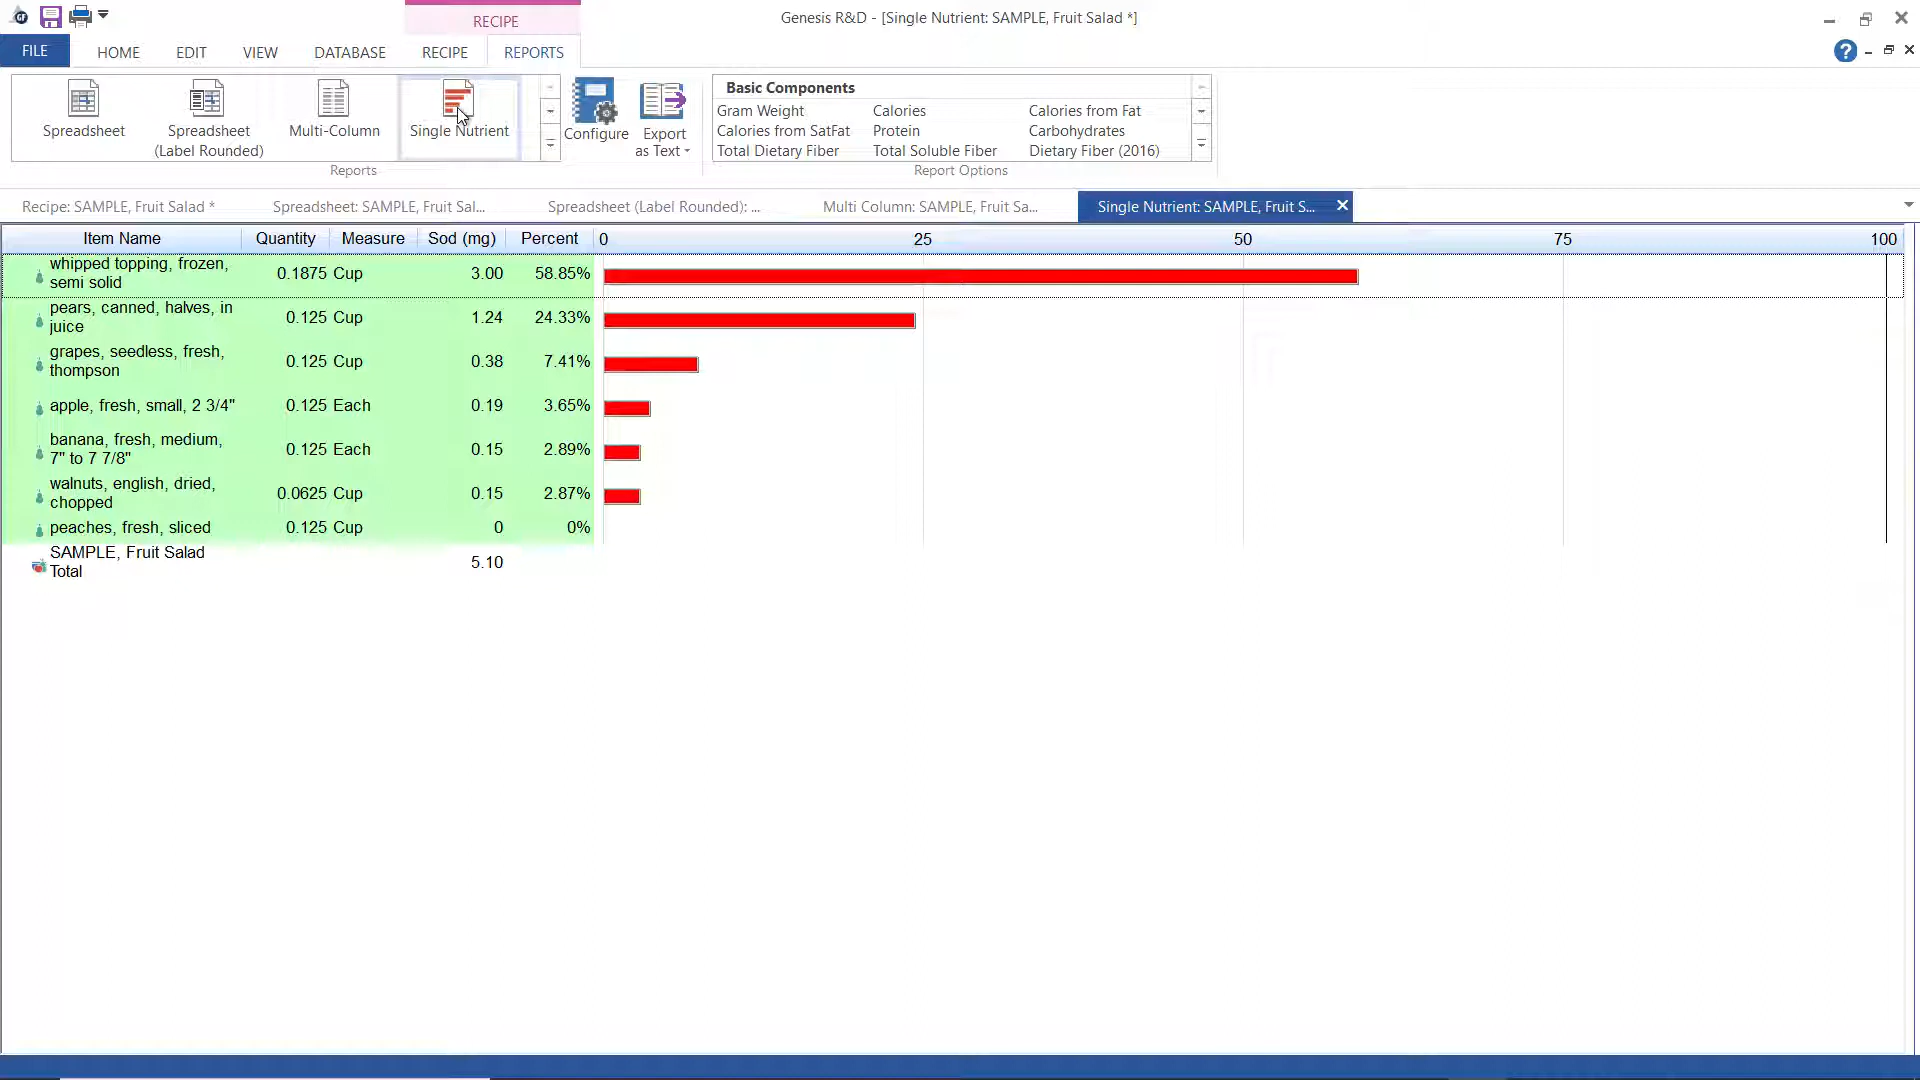 RECIPE
Genesis R&D - [Single Nutrient: SAMPLE, Fruit Salad *]
FILE HOME EDIT VIEW DATABASE RECIPE REPORTS
Spreadsheet
Spreadsheet
(Label Rounded)
Multi-Column
Single Nutrient
Reports
Configure
Export
as Text
Basic Components
Gram Weight Calories Calories from Fat
Calories from SatFat Protein Carbohydrates
Total Dietary Fiber Total Soluble Fiber Dietary Fiber (2016)
Report Options
Recipe: SAMPLE, Fruit Salad * Spreadsheet: SAMPLE, Fruit Sal... Spreadsheet (Label Rounded): ... Multi Column: SAMPLE, Fruit Sa... Single Nutrient: SAMPLE, Fruit S...
Item Name Quantity Measure Sod (mg) Percent 0 25 50 75 100
whipped topping, frozen,
semi solid
0.1875 Cup 3.00 58.85%
pears, canned, halves, in
juice
0.125 Cup 1.24 24.33%
grapes, seedless, fresh,
thompson
0.125 Cup 0.38 7.41%
apple, fresh, small, 2 3/4" 0.125 Each 0.19 3.65%
banana, fresh, medium,
7" to 7 7/8"
0.125 Each 0.15 2.89%
walnuts, english, dried,
chopped
0.0625 Cup 0.15 2.87%
peaches, fresh, sliced 0.125 Cup 0 0%
SAMPLE, Fruit Salad
Total
5.10